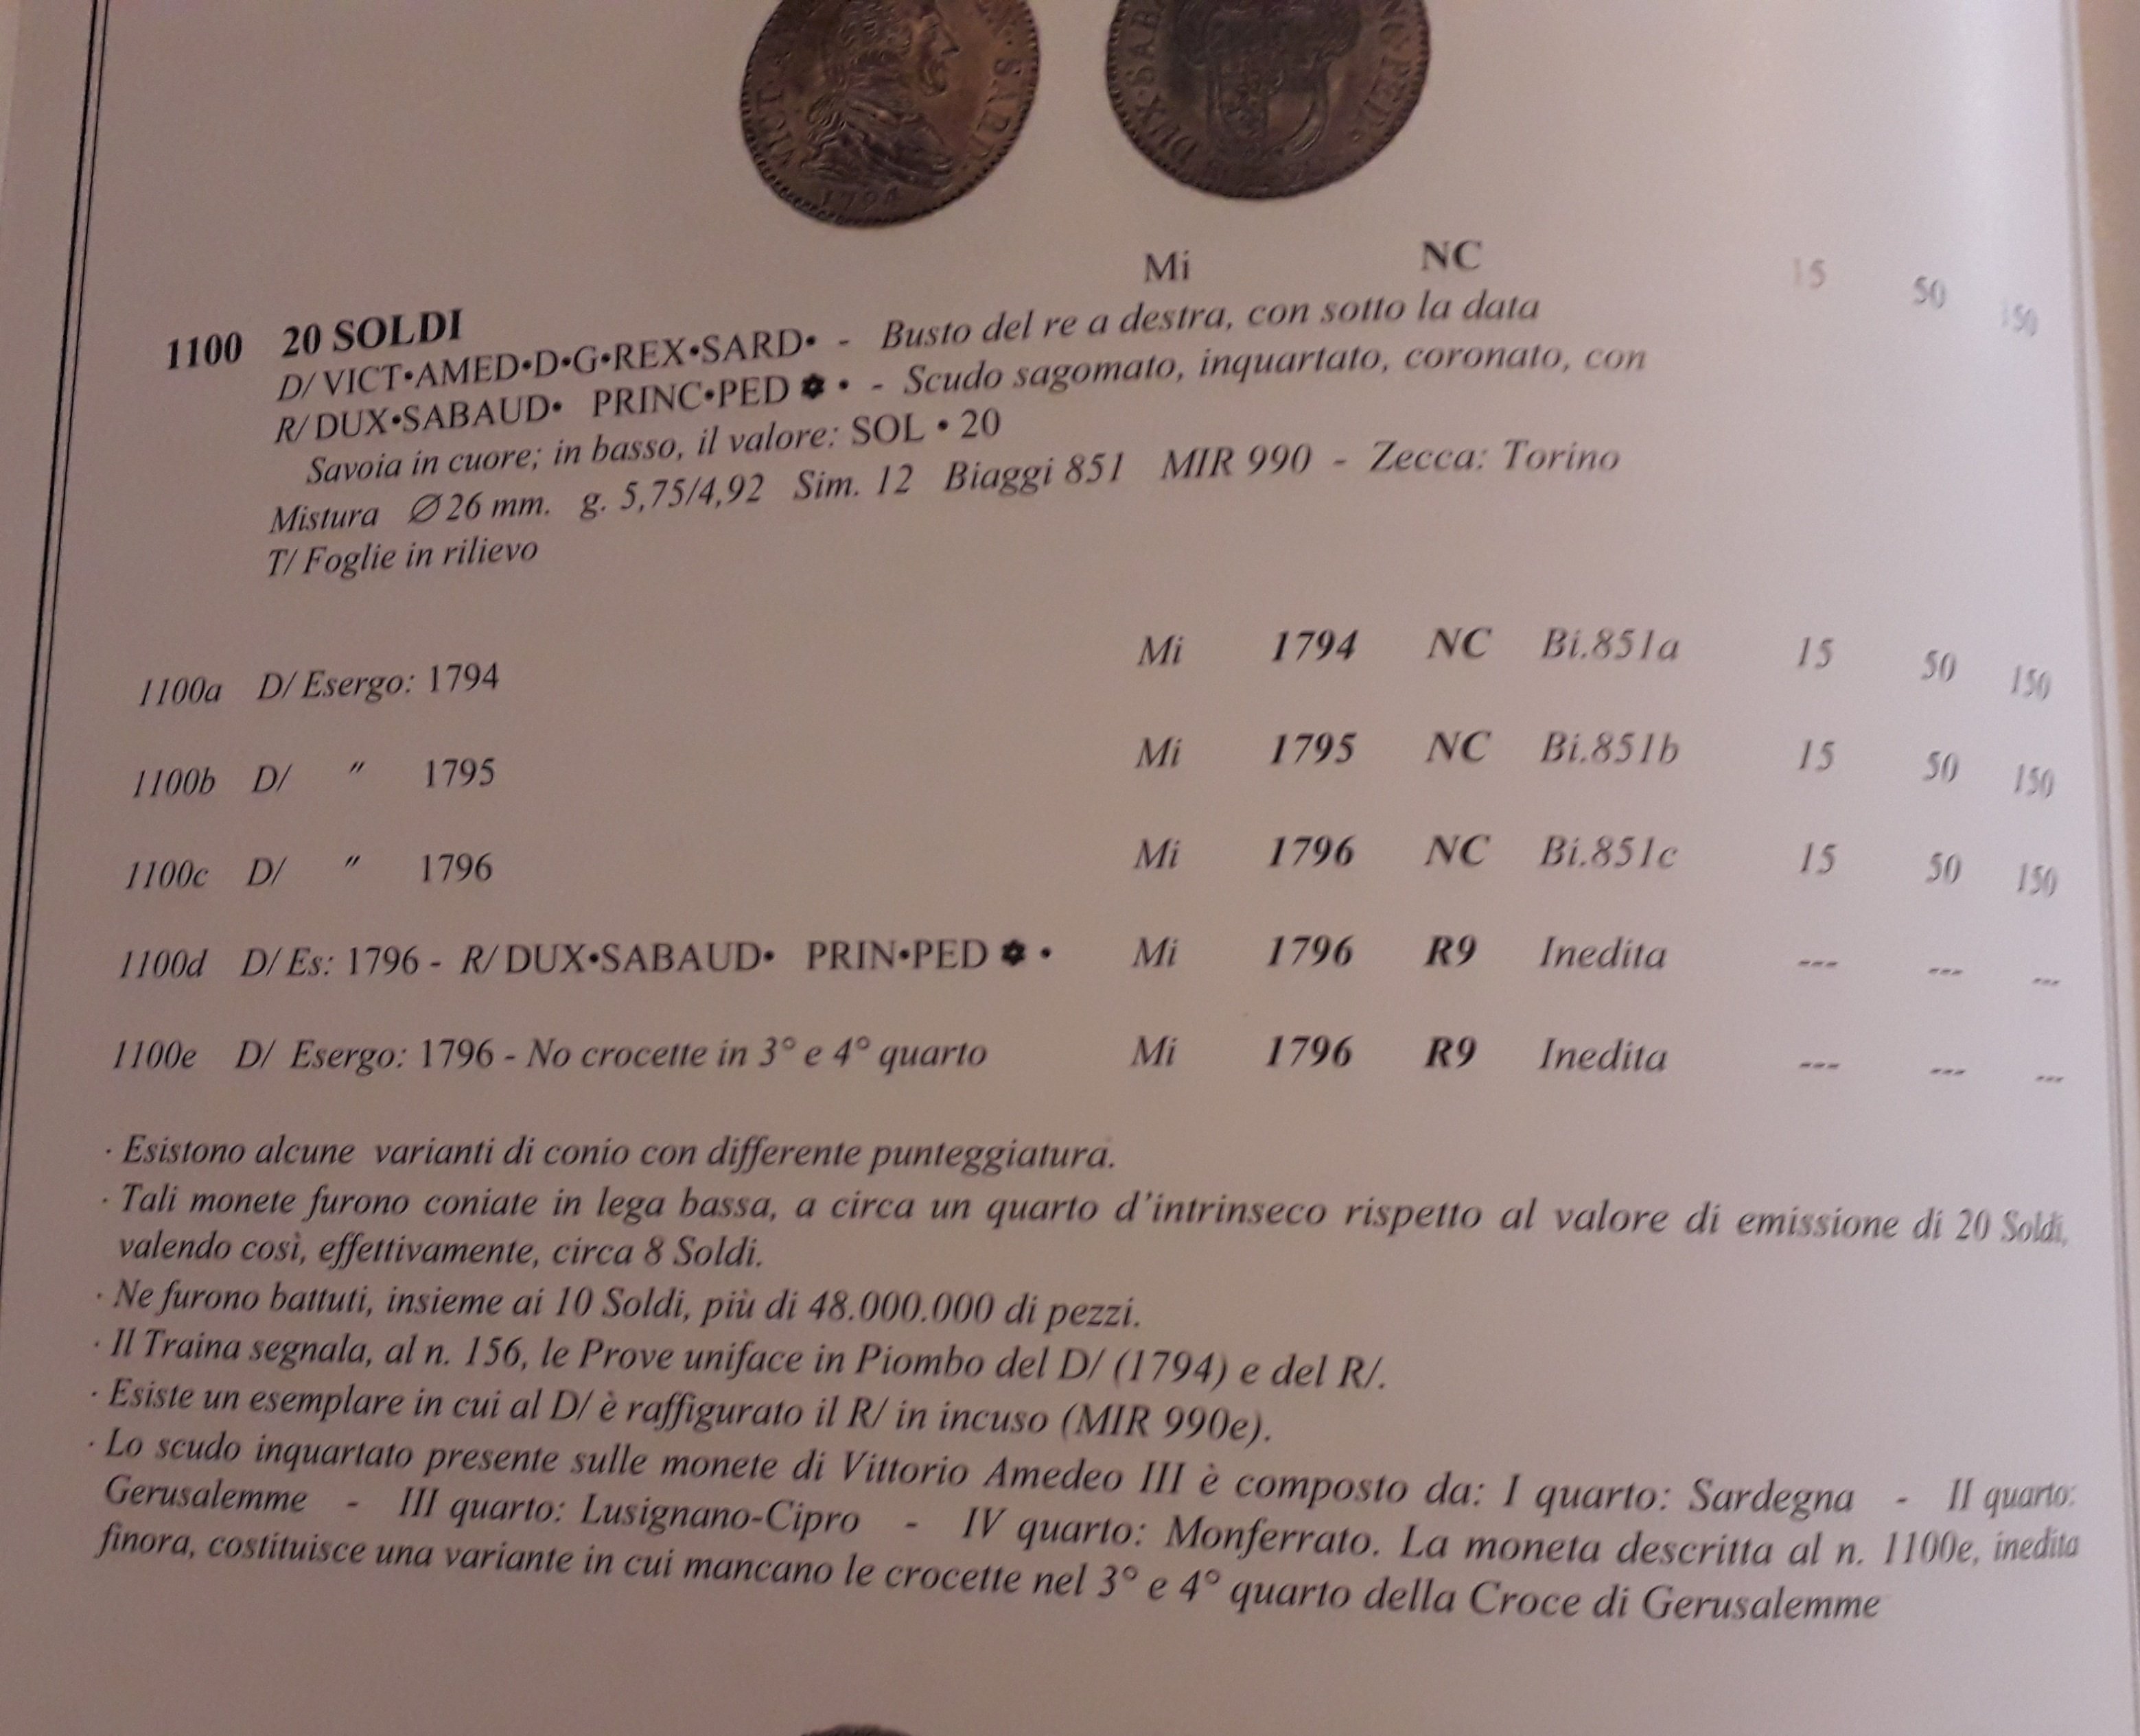 VICT
SARD
1794
DUX·SABA
PED·
Mi NC 15 50 150
1100 20 SOLDI
D/ VICT•AMED•D•G•REX•SARD• - Busto del re a destra, con sotto la data
R/ DUX•SABAUD• PRINC•PED ✽ • - Scudo sagomato, inquartato, coronato, con
Savoia in cuore; in basso, il valore: SOL • 20
Mistura Ø 26 mm. g. 5,75/4,92 Sim. 12 Biaggi 851 MIR 990 - Zecca: Torino
T/ Foglie in rilievo
1100a D/ Esergo: 1794 Mi 1794 NC Bi.851a 15 50 150
1100b D/ " 1795 Mi 1795 NC Bi.851b 15 50 150
1100c D/ " 1796 Mi 1796 NC Bi.851c 15 50 150
1100d D/ Es: 1796 - R/ DUX•SABAUD• PRIN•PED ✽ • Mi 1796 R9 Inedita --- --- ---
1100e D/ Esergo: 1796 - No crocette in 3° e 4° quarto Mi 1796 R9 Inedita --- --- ---
· Esistono alcune varianti di conio con differente punteggiatura.
· Tali monete furono coniate in lega bassa, a circa un quarto d'intrinseco rispetto al valore di emissione di 20 Soldi,
valendo così, effettivamente, circa 8 Soldi.
· Ne furono battuti, insieme ai 10 Soldi, più di 48.000.000 di pezzi.
· Il Traina segnala, al n. 156, le Prove uniface in Piombo del D/ (1794) e del R/.
· Esiste un esemplare in cui al D/ è raffigurato il R/ in incuso (MIR 990e).
· Lo scudo inquartato presente sulle monete di Vittorio Amedeo III è composto da: I quarto: Sardegna - II quarto:
Gerusalemme - III quarto: Lusignano-Cipro - IV quarto: Monferrato. La moneta descritta al n. 1100e, inedita
finora, costituisce una variante in cui mancano le crocette nel 3° e 4° quarto della Croce di Gerusalemme